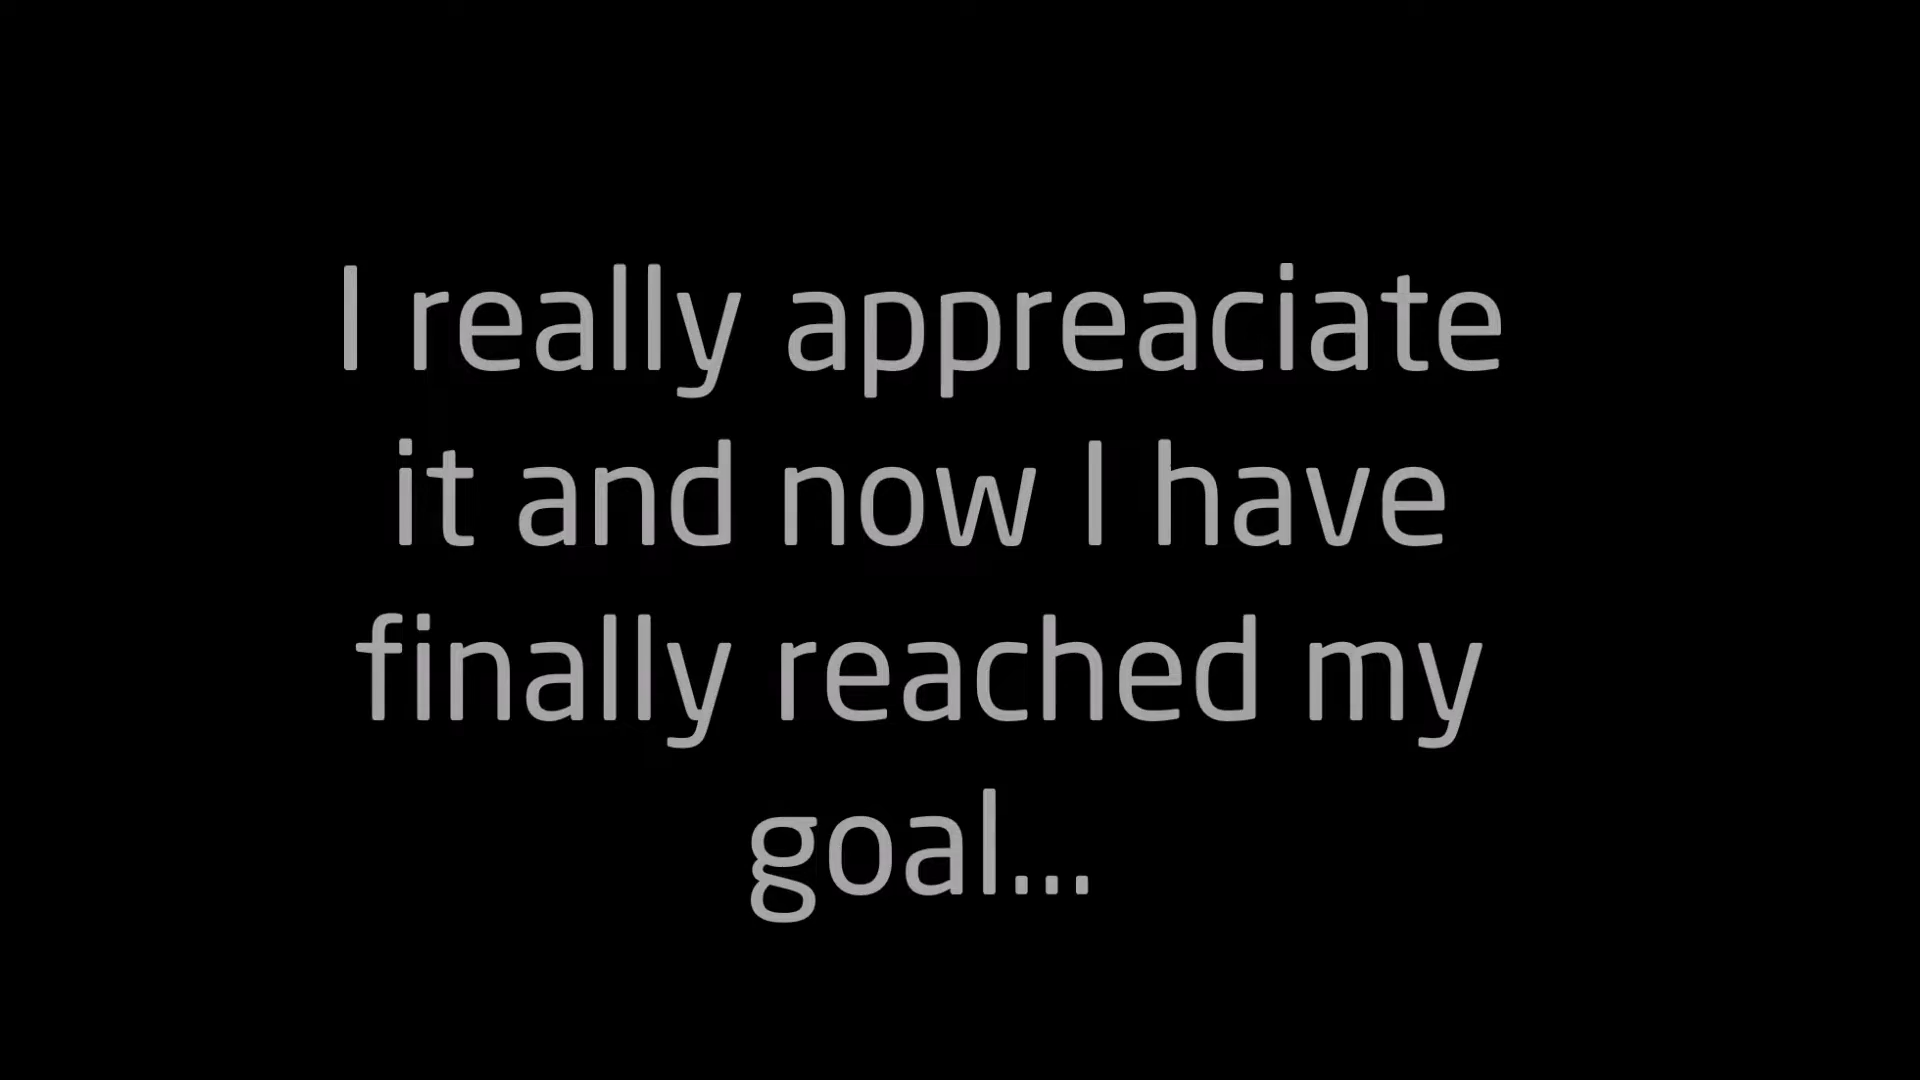 I really appreaciate
it and now I have
finally reached my
goal...